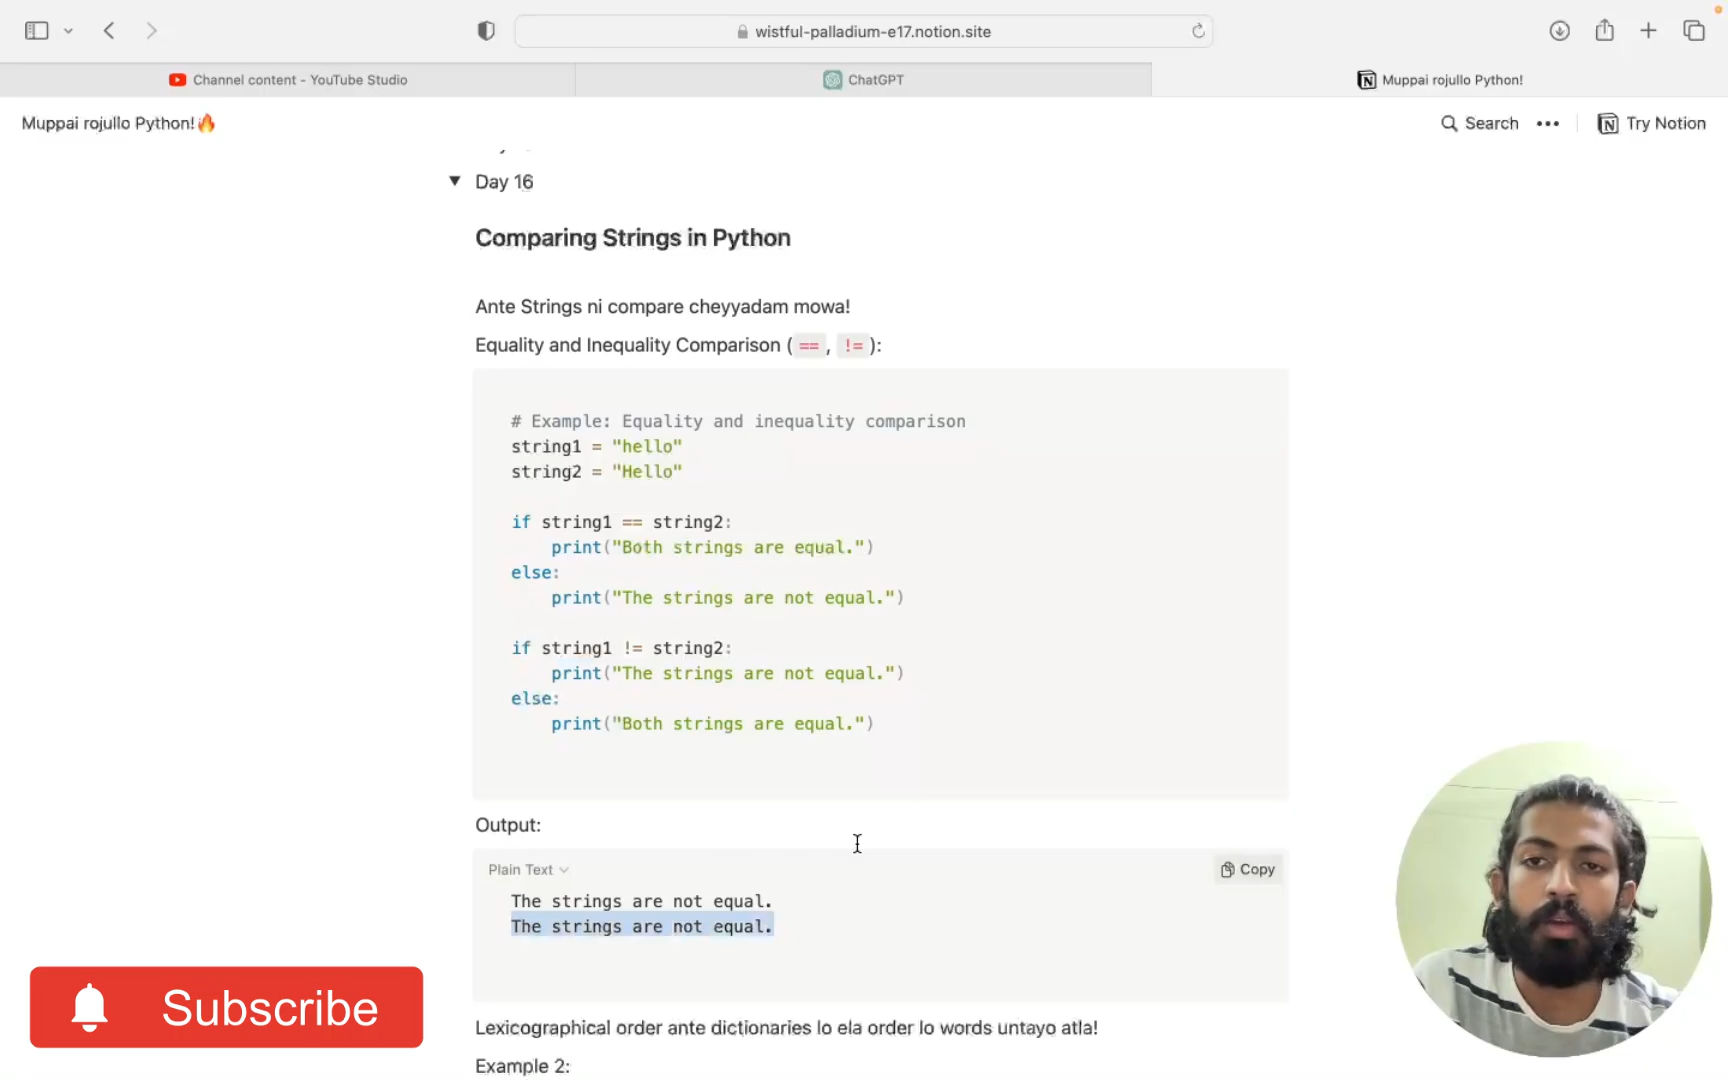 wistful-palladium-e17.notion.site
Channel content - YouTube Studio
ChatGPT
Muppai rojullo Python!
Muppai rojullo Python!🔥
Search
Try Notion
Day 16
Comparing Strings in Python
Ante Strings ni compare cheyyadam mowa!
Equality and Inequality Comparison ( == , != ):
# Example: Equality and inequality comparison
string1 = "hello"
string2 = "Hello"
if string1 == string2:
    print("Both strings are equal.")
else:
    print("The strings are not equal.")
if string1 != string2:
    print("The strings are not equal.")
else:
    print("Both strings are equal.")
Output:
Plain Text
Copy
The strings are not equal.
The strings are not equal.
Subscribe
Lexicographical order ante dictionaries lo ela order lo words untayo atla!
Example 2: